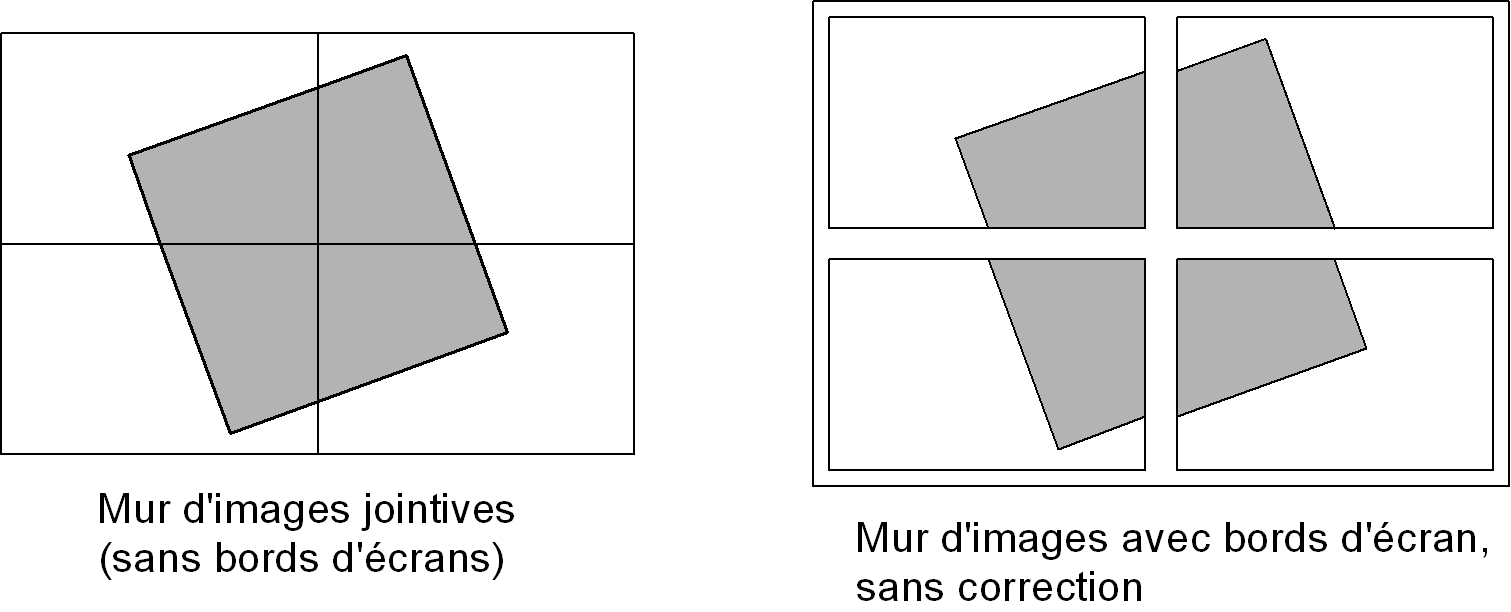 Mur d'images jointives
(sans bords d'écrans)
Mur d'images avec bords d'écran,
sans correction